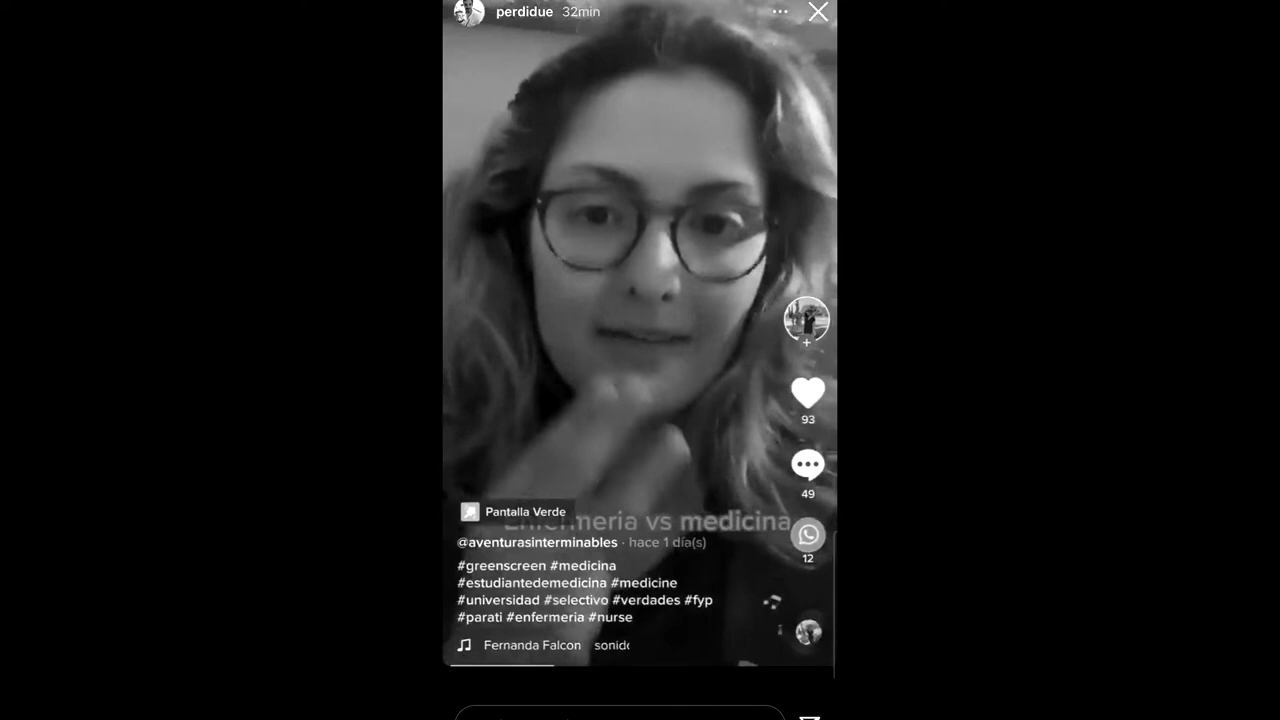 perdidue 32min
93
49
Pantalla Verde
Enfermeria vs medicina
@aventurasinterminables · hace 1 día(s)
12
#greenscreen #medicina
#estudiantedemedicina #medicine
#universidad #selectivo #verdades #fyp
#parati #enfermeria #nurse
Fernanda Falcon sonido